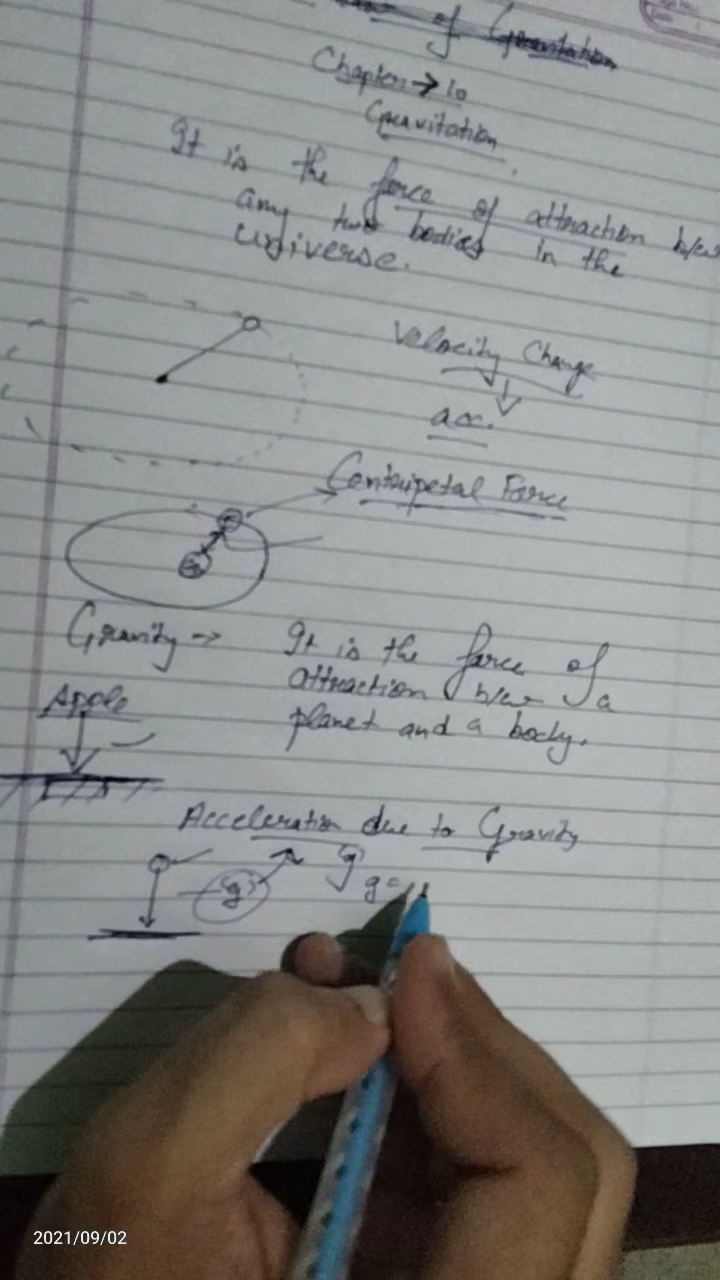 of Gravitation
Chapter → 10
Gravitation
It is the force of attraction b/w
any two bodies in the
universe.
Velocity Change
acc.
Centripetal Force
Gravity → It is the force of
attraction b/w a
planet and a body.
Apple
Acceleration due to Gravity
g 'g'
g =
2021/09/02